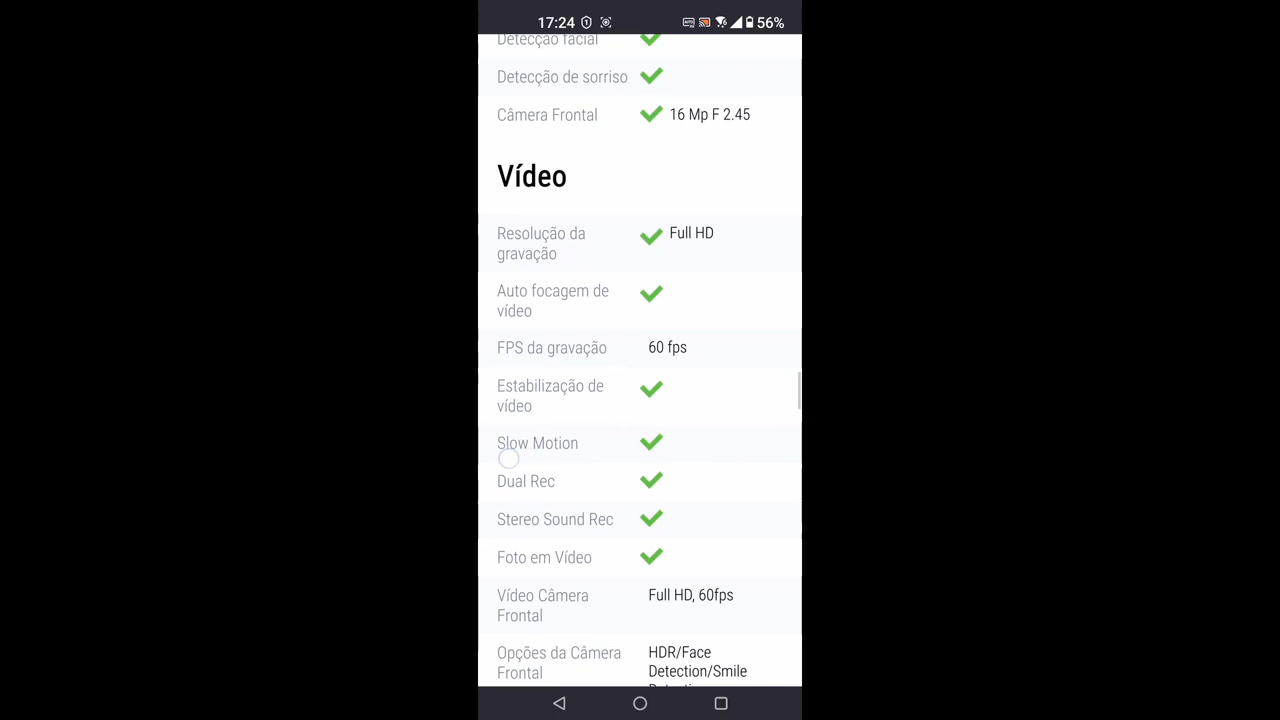 17:24 56%
Detecção facial
Detecção de sorriso
Câmera Frontal 16 Mp F 2.45
Vídeo
Resolução da Full HD
gravação
Auto focagem de
vídeo
FPS da gravação 60 fps
Estabilização de
vídeo
Slow Motion
Dual Rec
Stereo Sound Rec
Foto em Vídeo
Vídeo Câmera Full HD, 60fps
Frontal
Opções da Câmera HDR/Face
Frontal Detection/Smile